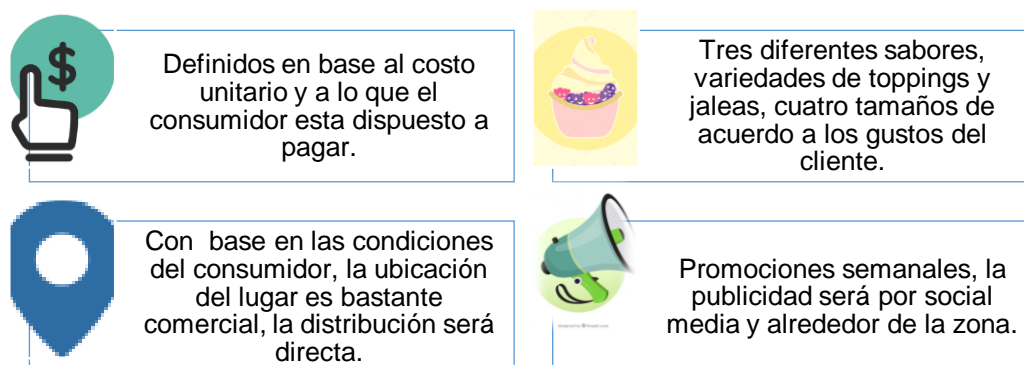 Definidos en base al costo
unitario y a lo que el
consumidor esta dispuesto a
pagar.
Tres diferentes sabores,
variedades de toppings y
jaleas, cuatro tamaños de
acuerdo a los gustos del
cliente.
Con base en las condiciones
del consumidor, la ubicación
del lugar es bastante
comercial, la distribución será
directa.
Promociones semanales, la
publicidad será por social
media y alrededor de la zona.